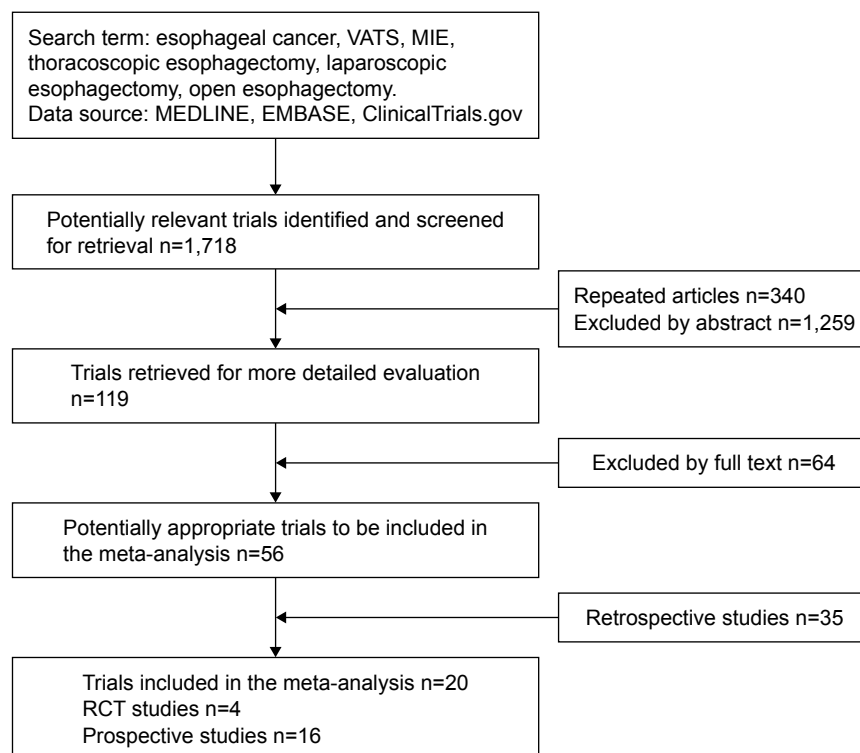 Search term: esophageal cancer, VATS, MIE,
thoracoscopic esophagectomy, laparoscopic
esophagectomy, open esophagectomy.
Data source: MEDLINE, EMBASE, ClinicalTrials.gov
Potentially relevant trials identified and screened
for retrieval n=1,718
Repeated articles n=340
Excluded by abstract n=1,259
Trials retrieved for more detailed evaluation
n=119
Excluded by full text n=64
Potentially appropriate trials to be included in
the meta-analysis n=56
Retrospective studies n=35
Trials included in the meta-analysis n=20
RCT studies n=4
Prospective studies n=16